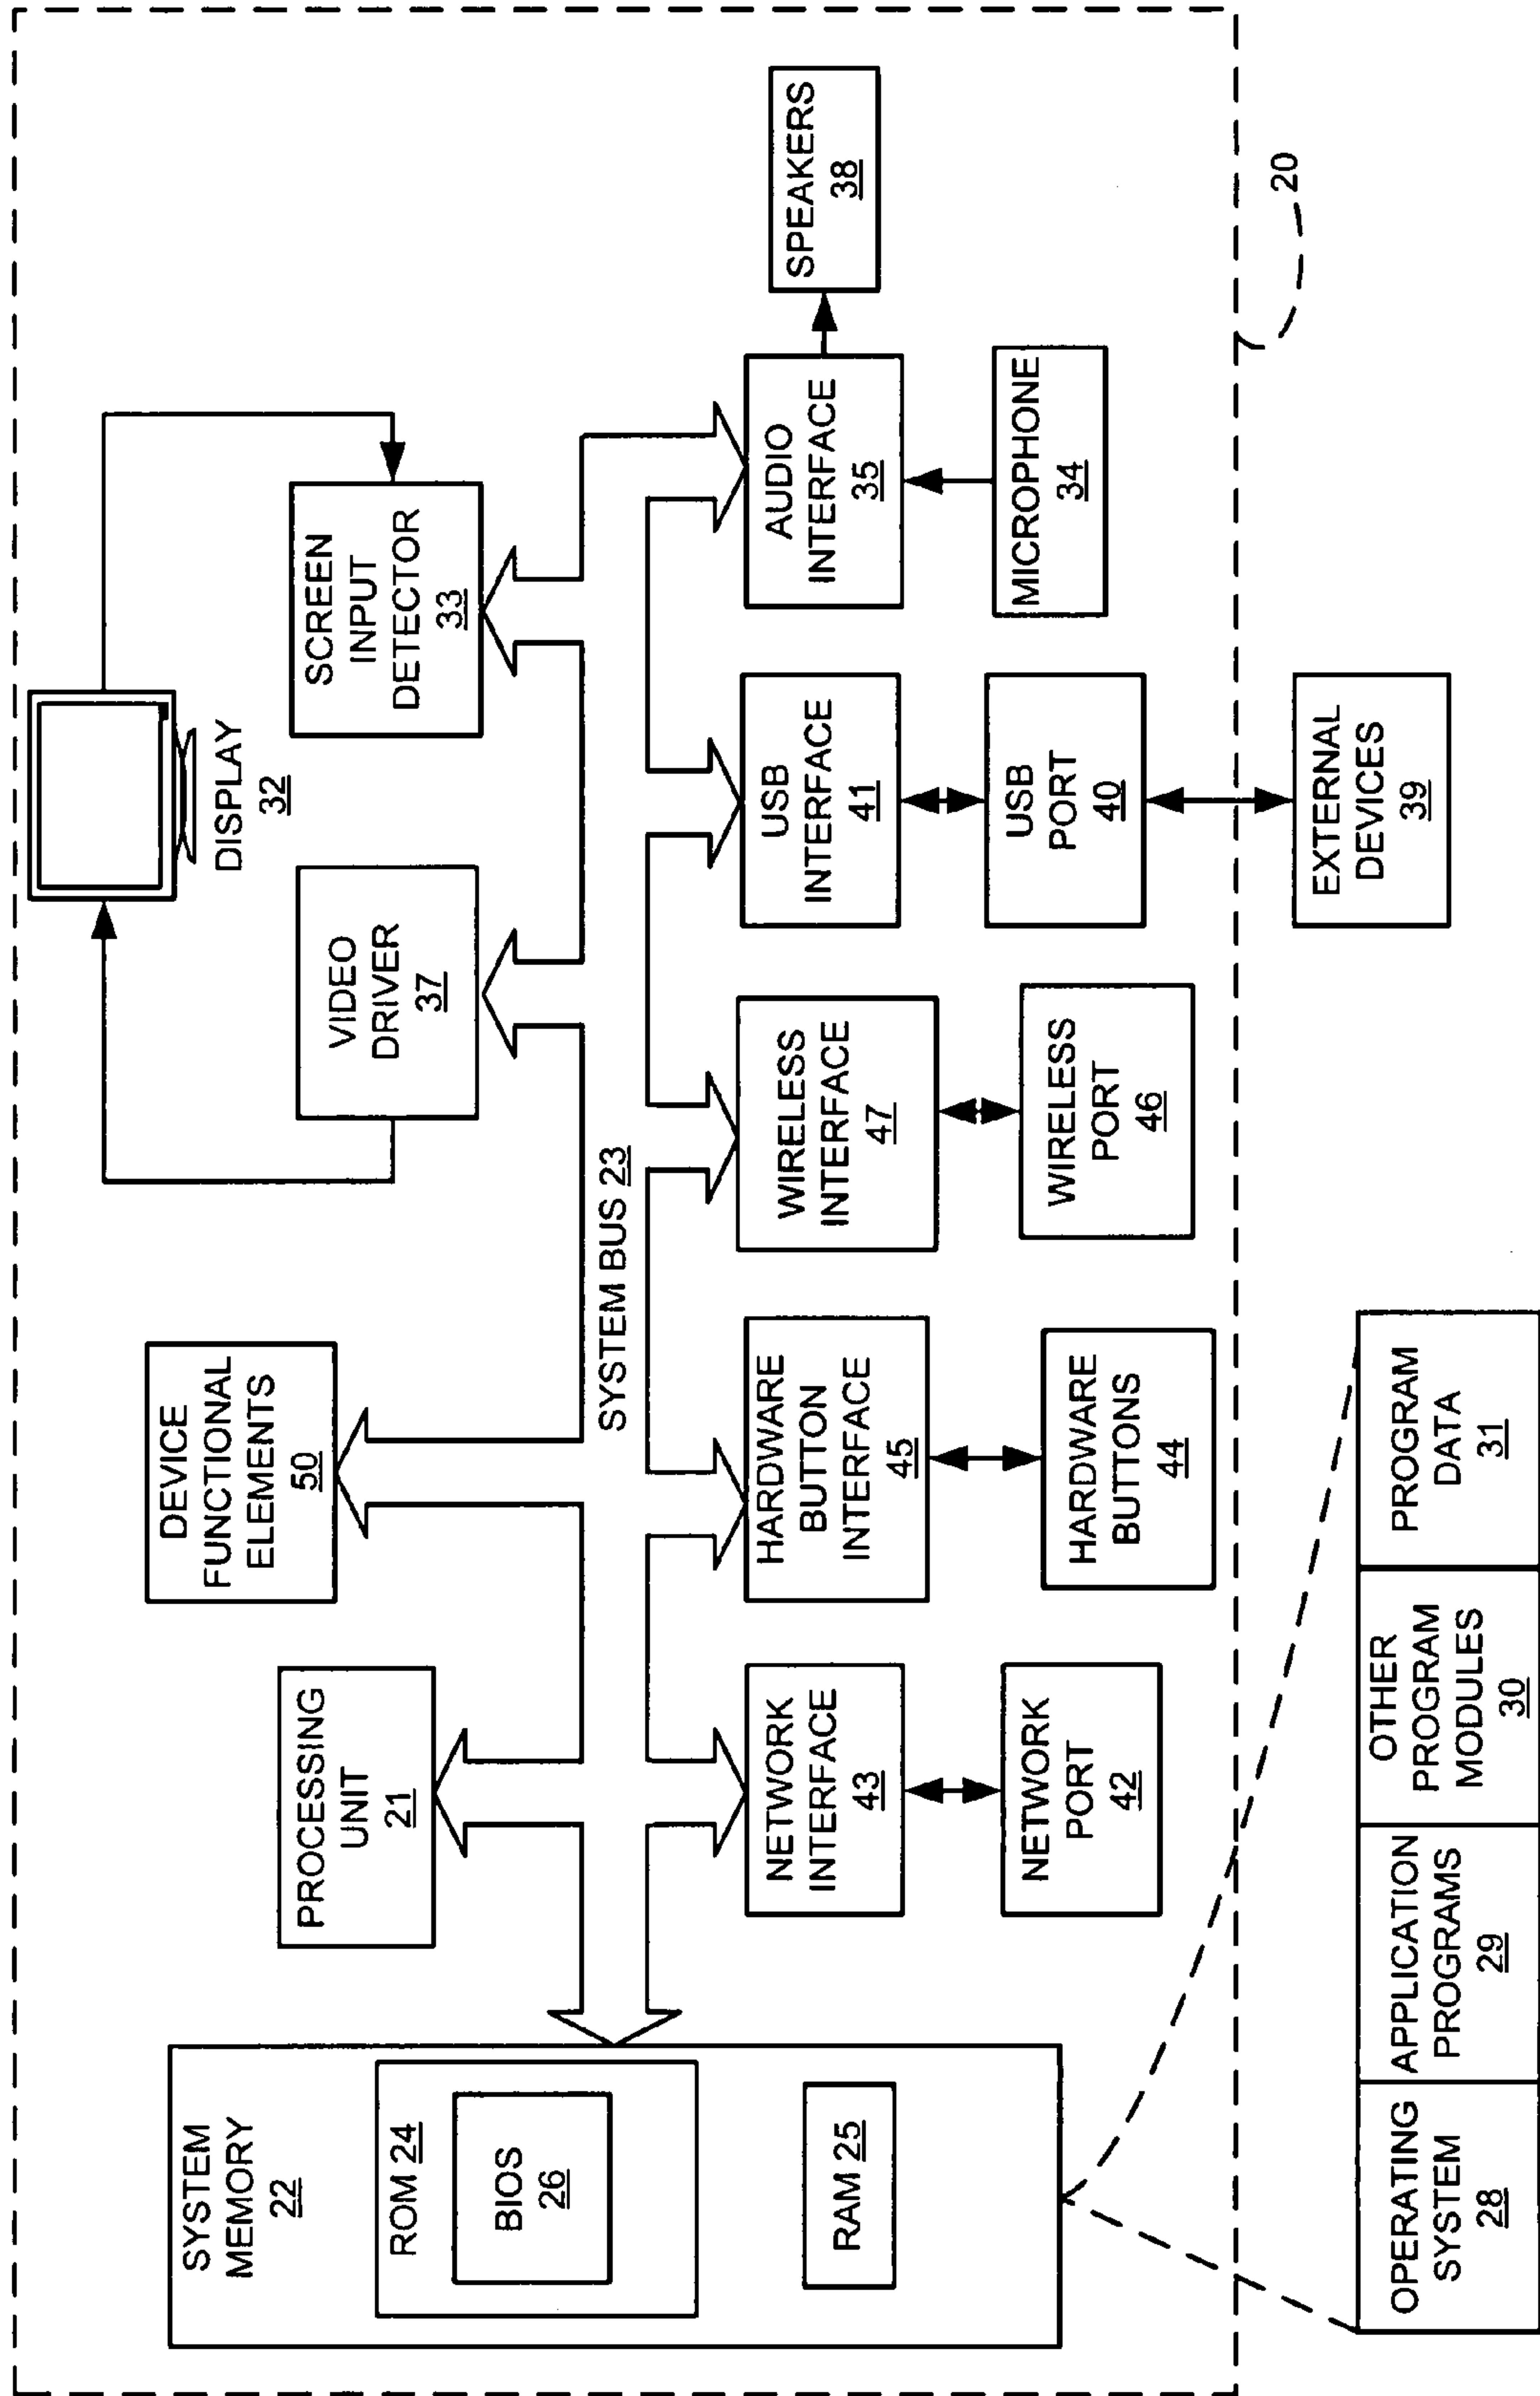 SYSTEM
MEMORY
22
ROM 24
BIOS
26
RAM 25
PROCESSING
UNIT
21
DEVICE
FUNCTIONAL
ELEMENTS
50
VIDEO
DRIVER
37
DISPLAY
32
SCREEN
INPUT
DETECTOR
33
SYSTEM BUS 23
NETWORK
INTERFACE
43
HARDWARE
BUTTON
INTERFACE
45
WIRELESS
INTERFACE
47
USB
INTERFACE
41
AUDIO
INTERFACE
35
SPEAKERS
38
NETWORK
PORT
42
HARDWARE
BUTTONS
44
WIRELESS
PORT
46
USB
PORT
40
MICROPHONE
34
20
EXTERNAL
DEVICES
39
OPERATING
SYSTEM
28
APPLICATION
PROGRAMS
29
OTHER
PROGRAM
MODULES
30
PROGRAM
DATA
31